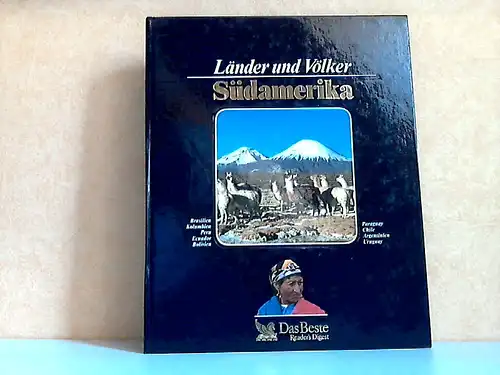 Länder und Völker
Südamerika
Brasilien
Kolumbien
Peru
Ecuador
Bolivien
Paraguay
Chile
Argentinien
Uruguay
Das Beste
Reader's Digest